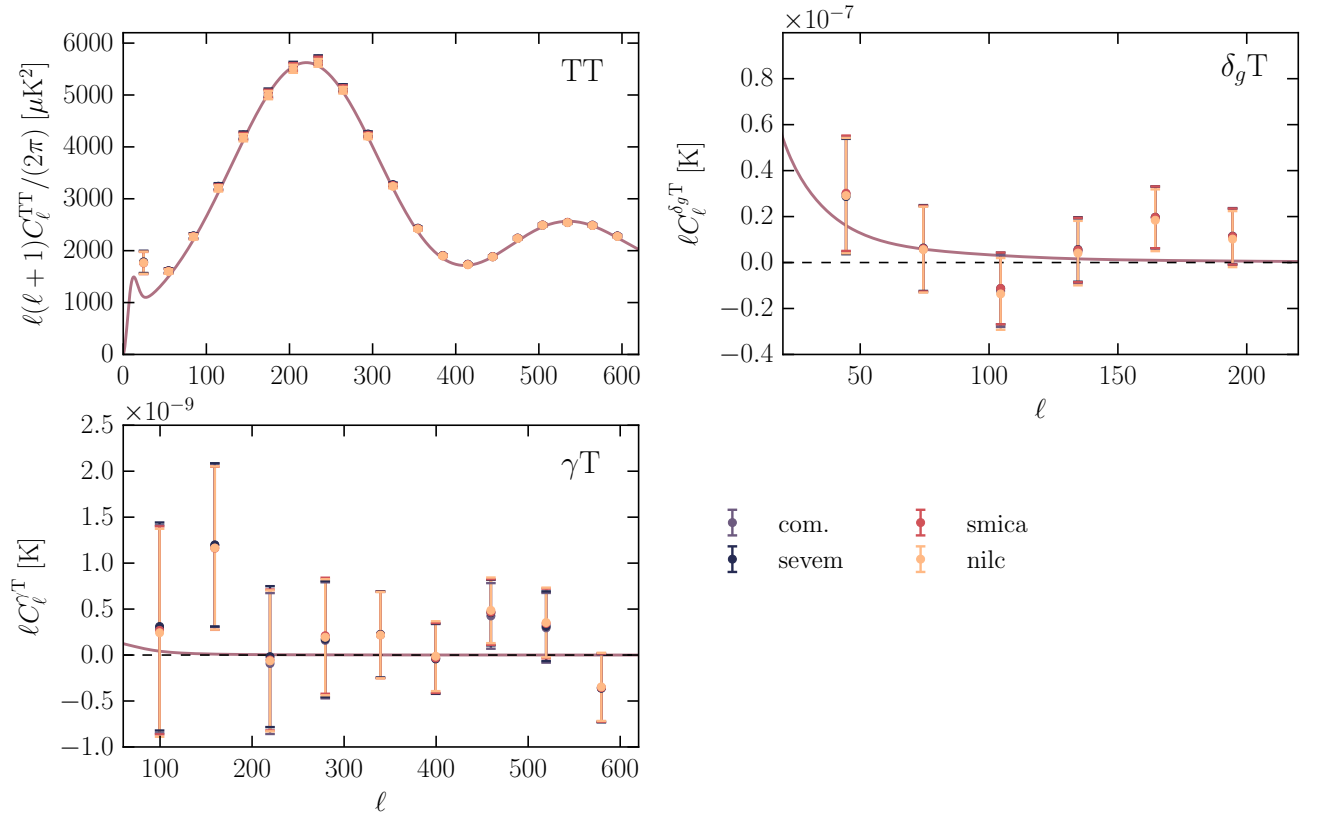 6000
5000
4000
3000
2000
1000
0
ℓ(ℓ + 1)C_ℓ^{TT}/(2π) [μK²]
TT
0 100 200 300 400 500 600
×10⁻⁷
0.8
0.6
0.4
0.2
0.0
−0.2
−0.4
ℓC_ℓ^{δ_g T} [K]
δ_g T
50 100 150 200
ℓ
×10⁻⁹
2.5
2.0
1.5
1.0
0.5
0.0
−0.5
−1.0
ℓC_ℓ^{γT} [K]
γT
100 200 300 400 500 600
ℓ
com. smica
sevem nilc